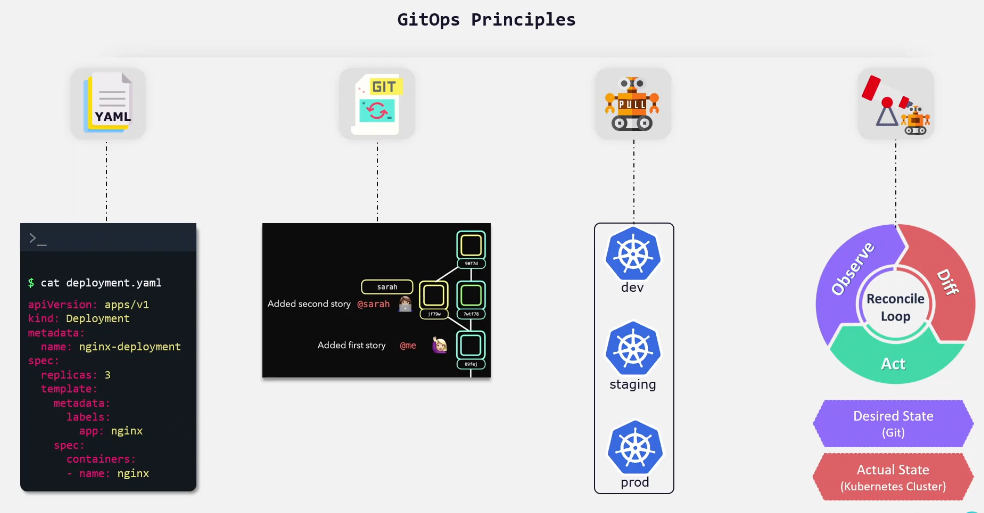 GitOps Principles
YAML
GIT
PULL
>_
$ cat deployment.yaml
apiVersion: apps/v1
kind: Deployment
metadata:
name: nginx-deployment
spec:
replicas: 3
template:
metadata:
labels:
app: nginx
spec:
containers:
- name: nginx
sarah
Added second story @sarah
Added first story @me
dev
staging
prod
Observe
Diff
Act
Reconcile
Loop
Desired State
(Git)
Actual State
(Kubernetes Cluster)